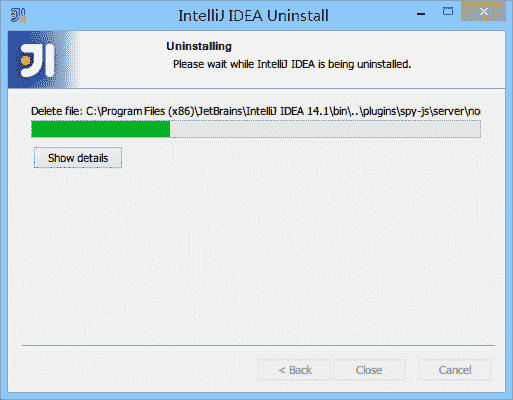 IntelliJ IDEA Uninstall
Uninstalling
Please wait while IntelliJ IDEA is being uninstalled.
Delete file: C:\Program Files (x86)\JetBrains\IntelliJ IDEA 14.1\bin\..\plugins\spy-js\server\no
Show details
< Back
Close
Cancel